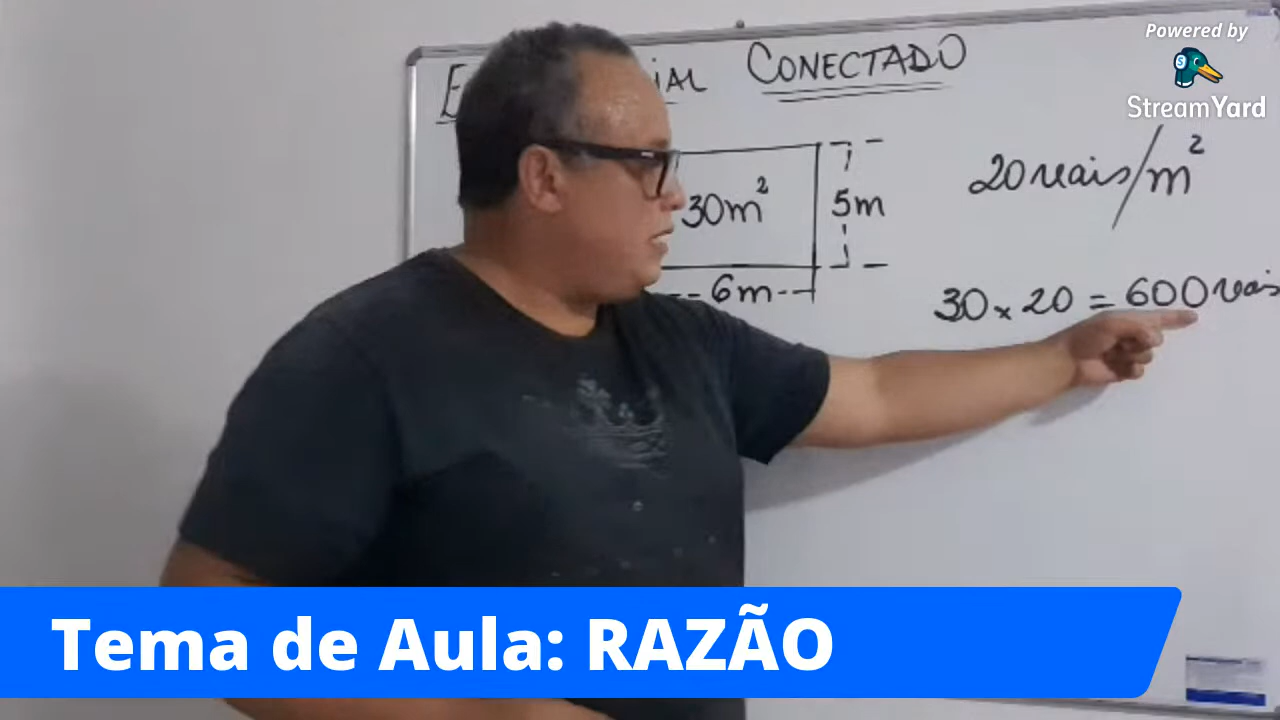 Powered by
StreamYard
CONECTADO
20 reais/m²
30m²
5m
6m
30 x 20 = 600 reais
Tema de Aula: RAZÃO